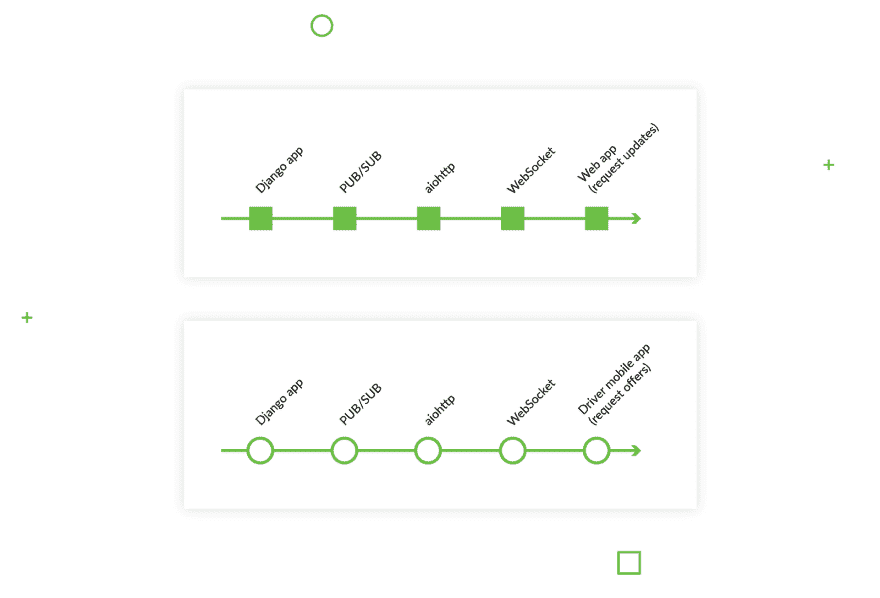 Django app
PUB/SUB
aiohttp
WebSocket
Web app
(request updates)
Django app
PUB/SUB
aiohttp
WebSocket
Driver mobile app
(request offers)